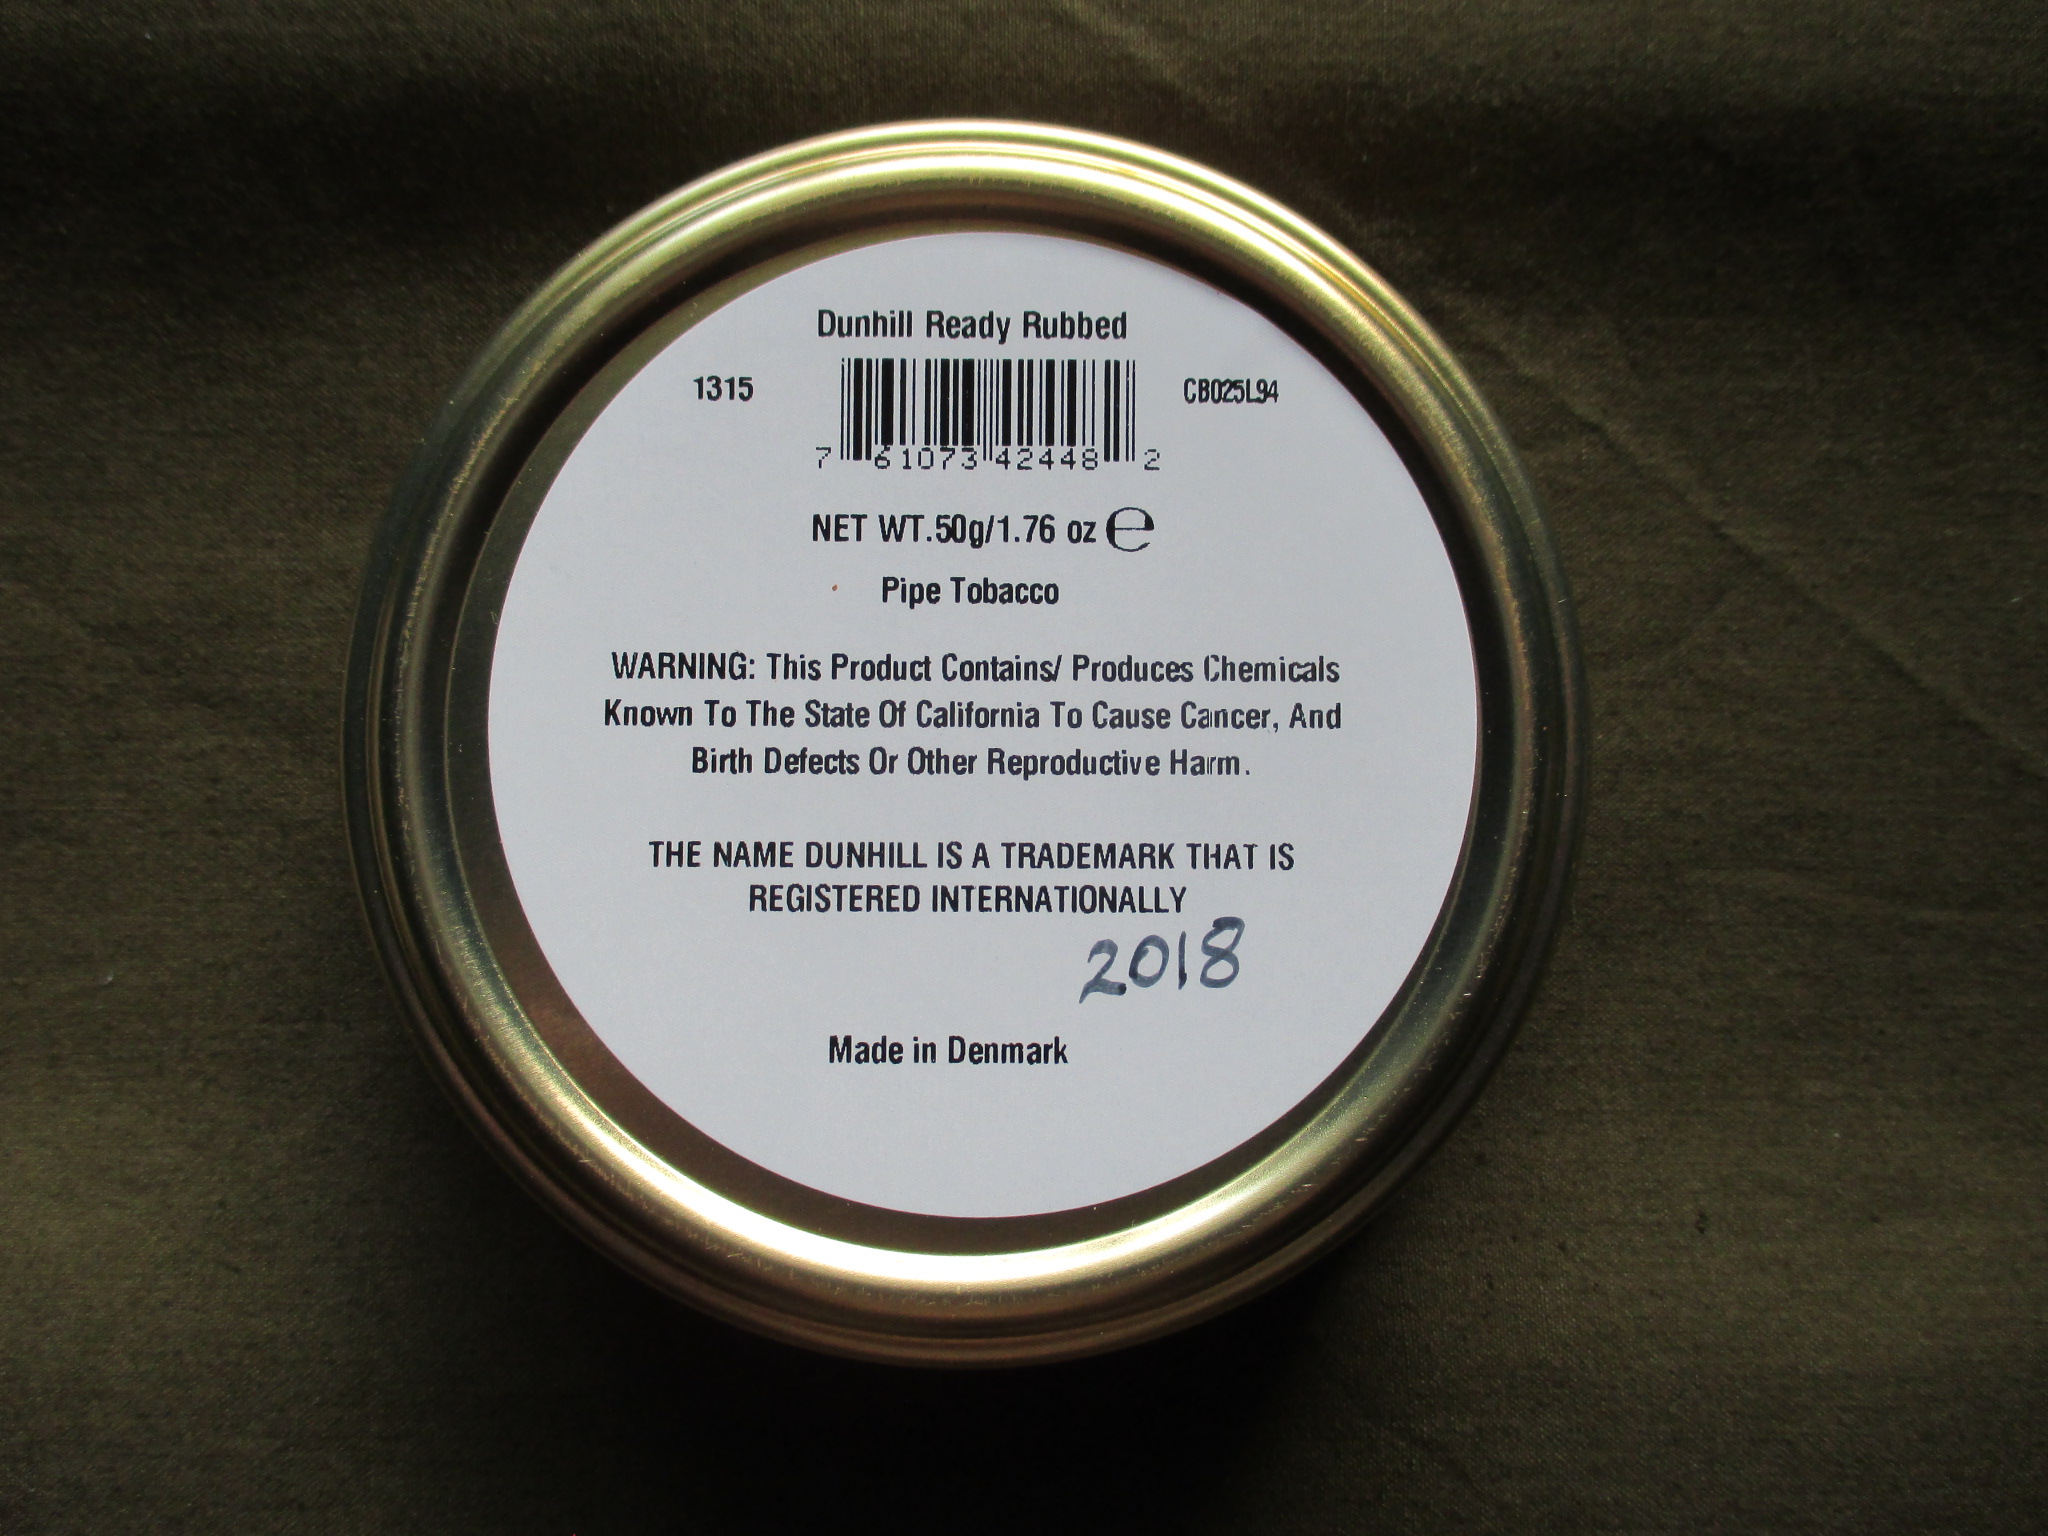 Dunhill Ready Rubbed
1315
CB025L94
7 61073 42448 2
NET WT.50g/1.76 oz ℮
Pipe Tobacco
WARNING: This Product Contains/ Produces Chemicals
Known To The State Of California To Cause Cancer, And
Birth Defects Or Other Reproductive Harm.
THE NAME DUNHILL IS A TRADEMARK THAT IS
REGISTERED INTERNATIONALLY
2018
Made in Denmark